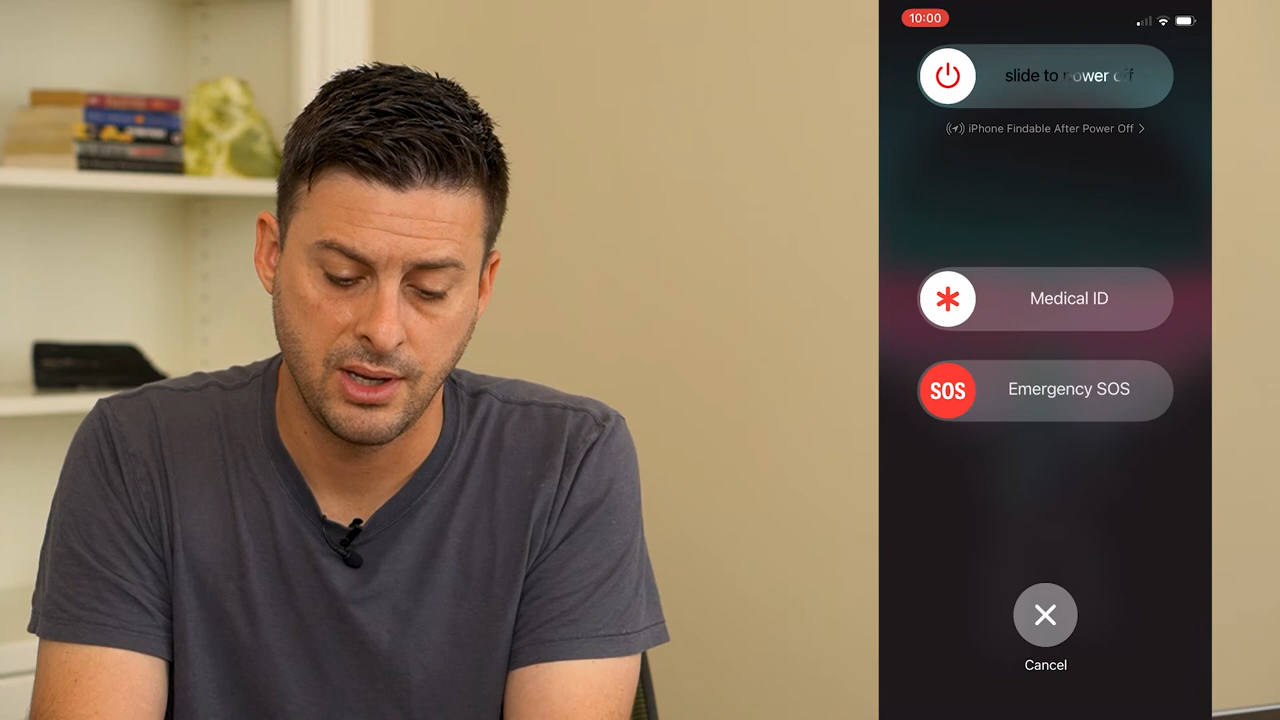 10:00
slide to power off
iPhone Findable After Power Off
Medical ID
SOS
Emergency SOS
Cancel